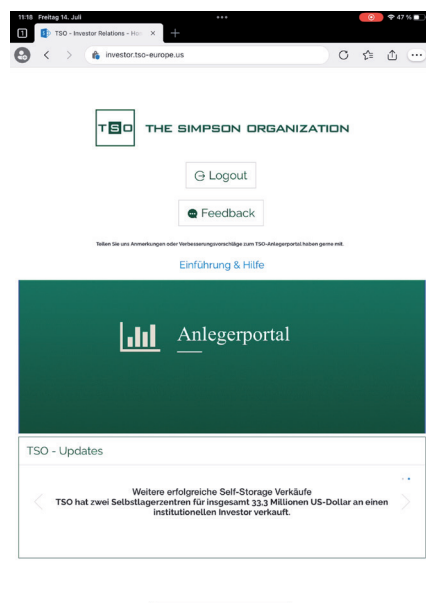 11:18 Freitag 14. Juli
47 %
1
TSO - Investor Relations - Ho
investor.tso-europe.us
TSO THE SIMPSON ORGANIZATION
Logout
Feedback
Teilen Sie uns Anmerkungen oder Verbesserungsvorschläge zum TSO-Anlegerportal haben gerne mit.
Einführung & Hilfe
Anlegerportal
TSO - Updates
Weitere erfolgreiche Self-Storage Verkäufe
TSO hat zwei Selbstlagerzentren für insgesamt 33,3 Millionen US-Dollar an einen
institutionellen Investor verkauft.